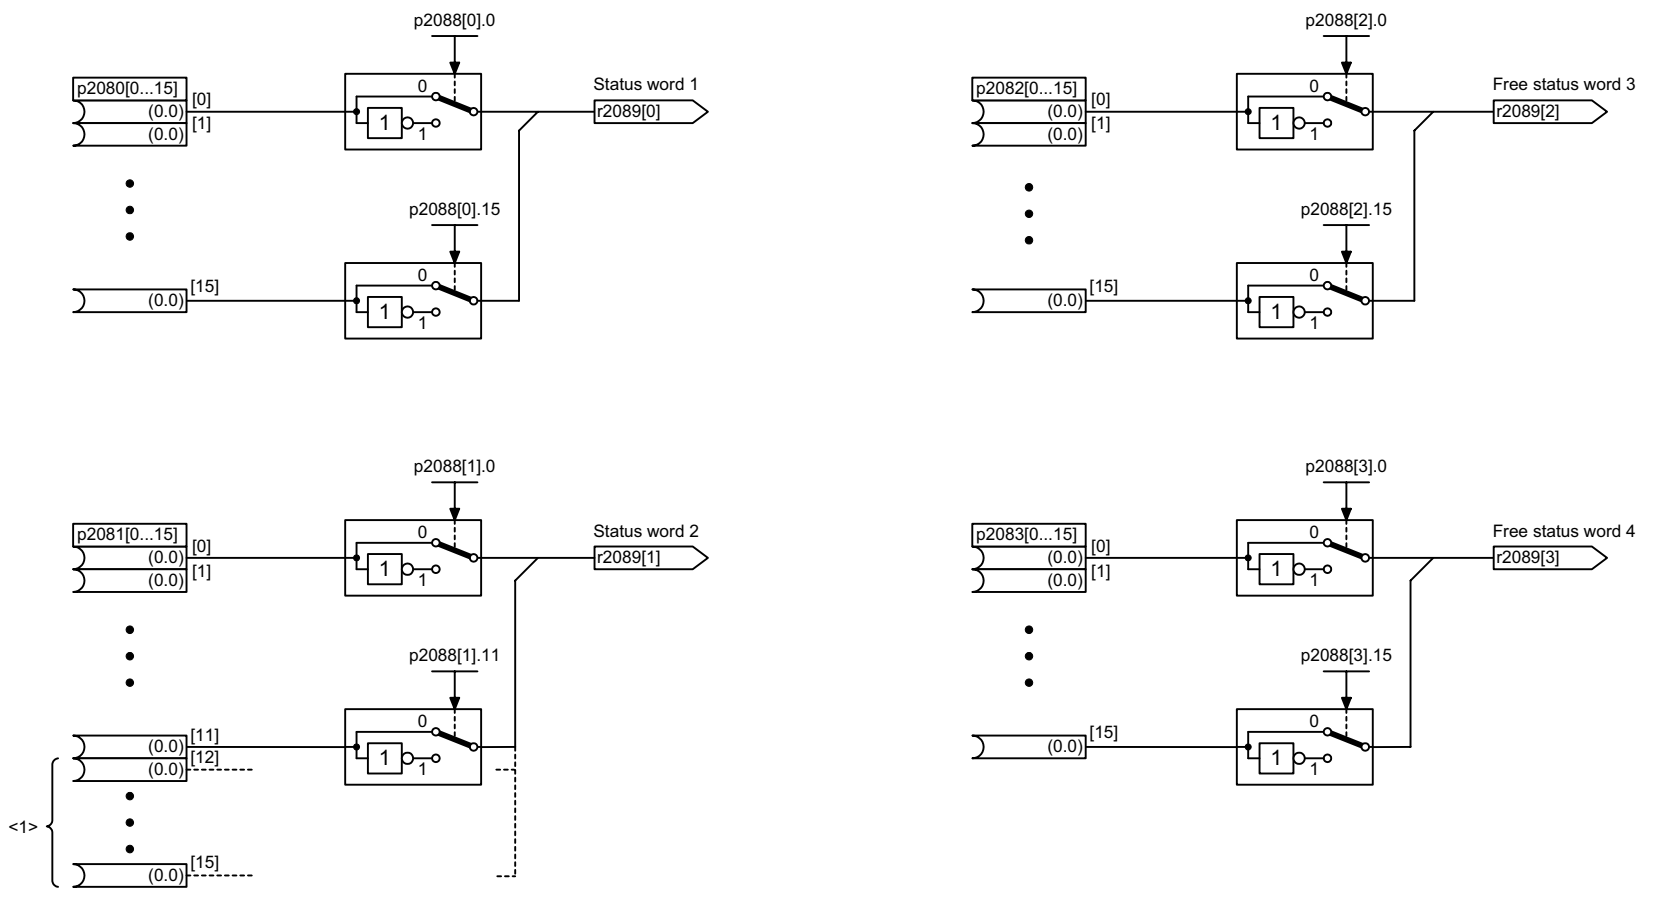 p2088[0].0
p2080[0...15]
(0.0)
[0]
(0.0)
[1]
0
1
1
Status word 1
r2089[0]
p2088[0].15
(0.0)
[15]
0
1
1
p2088[2].0
p2082[0...15]
(0.0)
[0]
(0.0)
[1]
0
1
1
Free status word 3
r2089[2]
p2088[2].15
(0.0)
[15]
0
1
1
p2088[1].0
p2081[0...15]
(0.0)
[0]
(0.0)
[1]
0
1
1
Status word 2
r2089[1]
p2088[1].11
(0.0)
[11]
(0.0)
[12]
0
1
1
<1>
(0.0)
[15]
p2088[3].0
p2083[0...15]
(0.0)
[0]
(0.0)
[1]
0
1
1
Free status word 4
r2089[3]
p2088[3].15
(0.0)
[15]
0
1
1